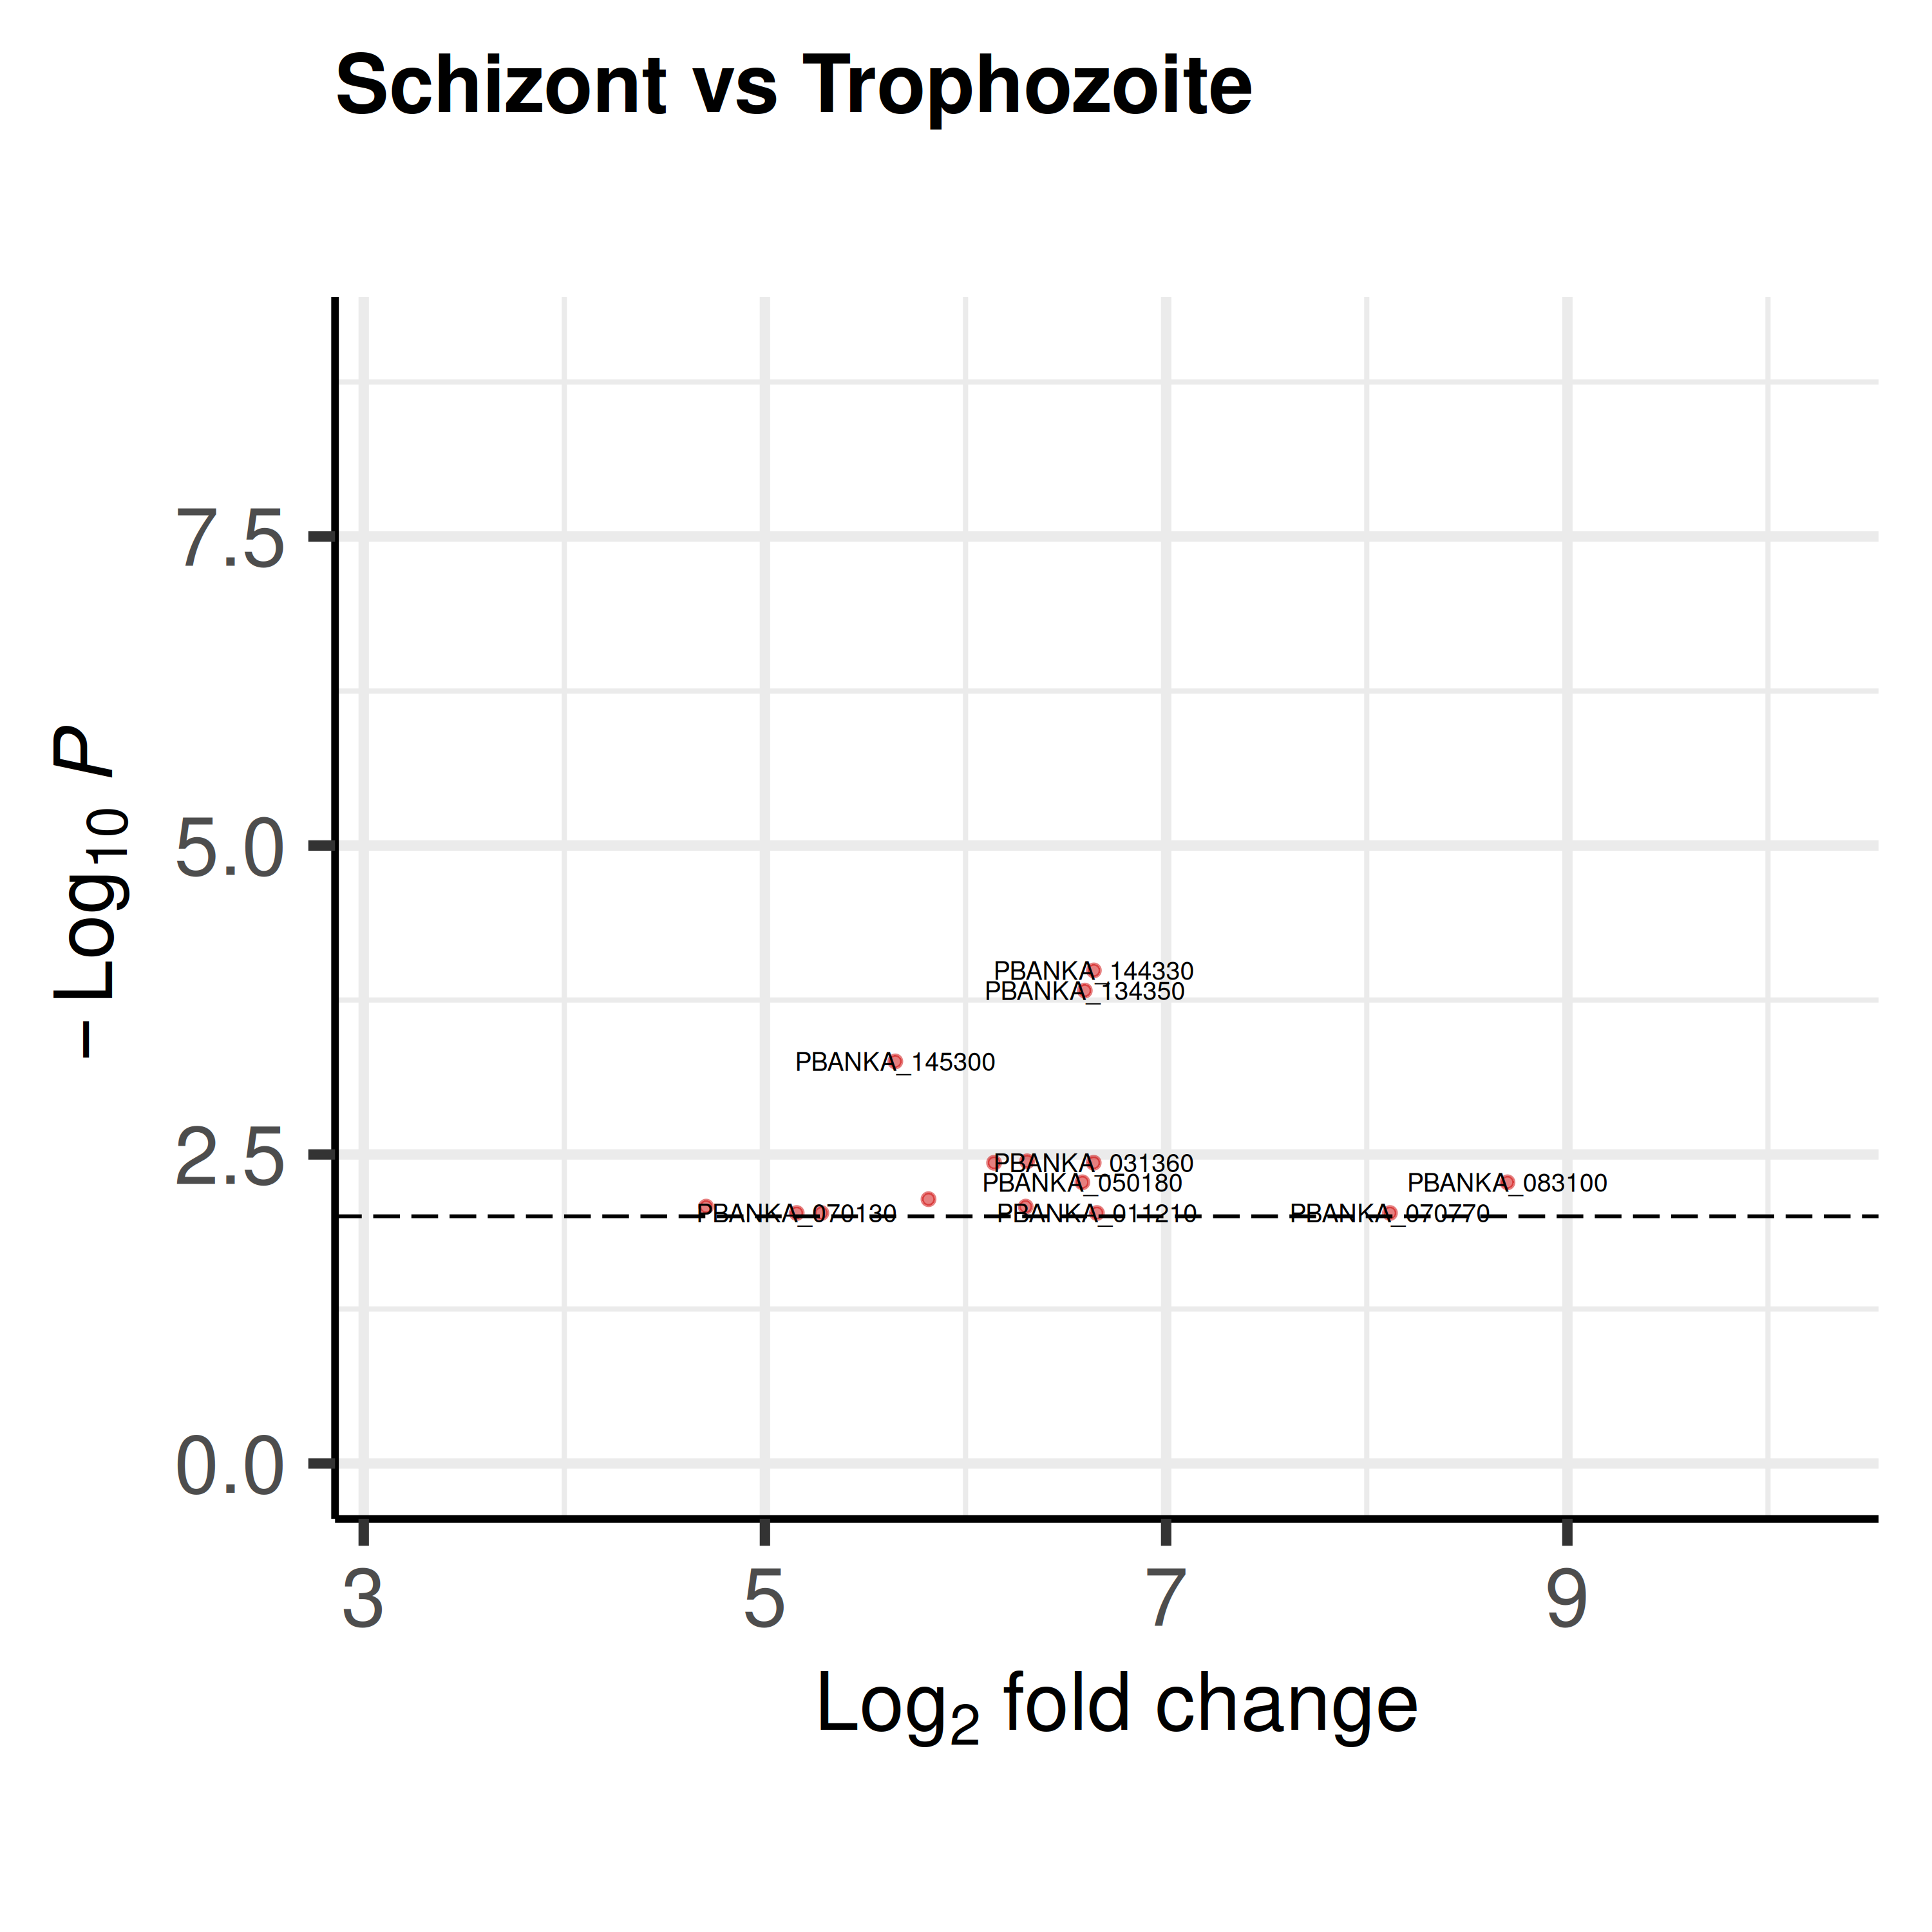 Schizont vs Trophozoite
− Log10 P
7.5
5.0
2.5
0.0
PBANKA_144330
PBANKA_134350
PBANKA_145300
PBANKA_031360
PBANKA_050180
PBANKA_083100
PBANKA_070130
PBANKA_011210
PBANKA_070770
3 5 7 9
Log2 fold change